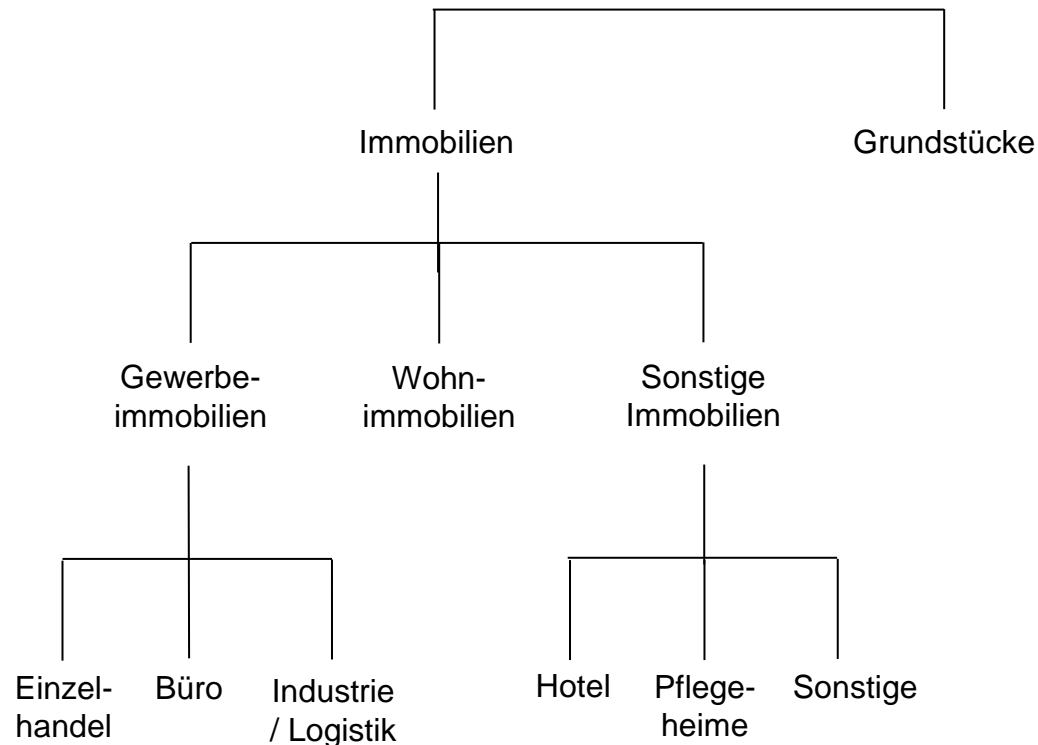 Immobilien
Grundstücke
Gewerbe-
immobilien
Wohn-
immobilien
Sonstige
Immobilien
Einzel-
handel
Büro
Industrie
/ Logistik
Hotel
Pflege-
heime
Sonstige